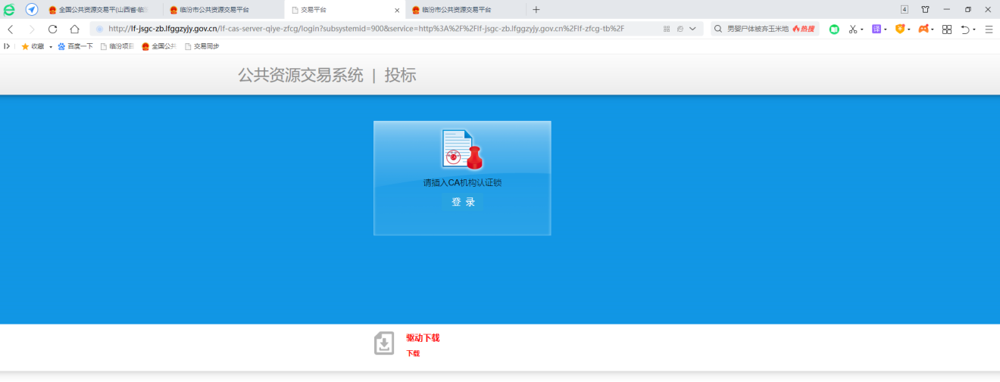 全国公共资源交易平(山西省·临汾
临汾市公共资源交易平台
交易平台
临汾市公共资源交易平台
4
http://lf-jsgc-zb.lfggzyjy.gov.cn/lf-cas-server-qiye-zfcg/login?subsystemid=900&service=http%3A%2F%2Flf-jsgc-zb.lfggzyjy.gov.cn%2Flf-zfcg-tb%2F
男婴尸体被弃玉米地 热搜
译
收藏
百度一下
临汾项目
全国公共
交易同步
公共资源交易系统 | 投标
请插入CA机构认证锁
登 录
驱动下载
下载